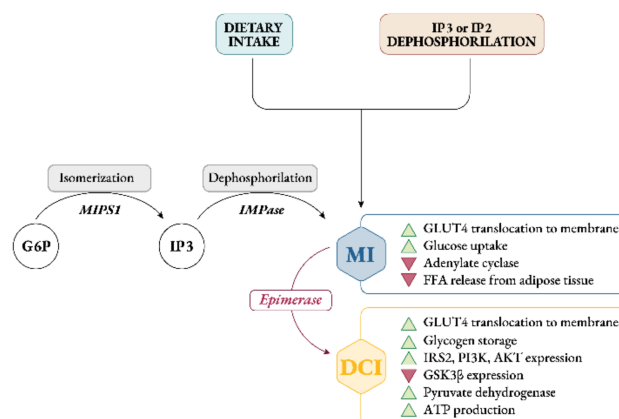 DIETARY
INTAKE
IP3 or IP2
DEPHOSPHORILATION
Isomerization
MIPS1
Dephosphorilation
IMPase
G6P
IP3
MI
GLUT4 translocation to membrane
Glucose uptake
Adenylate cyclase
FFA release from adipose tissue
Epimerase
DCI
GLUT4 translocation to membrane
Glycogen storage
IRS2, PI3K, AKT expression
GSK3β expression
Pyruvate dehydrogenase
ATP production